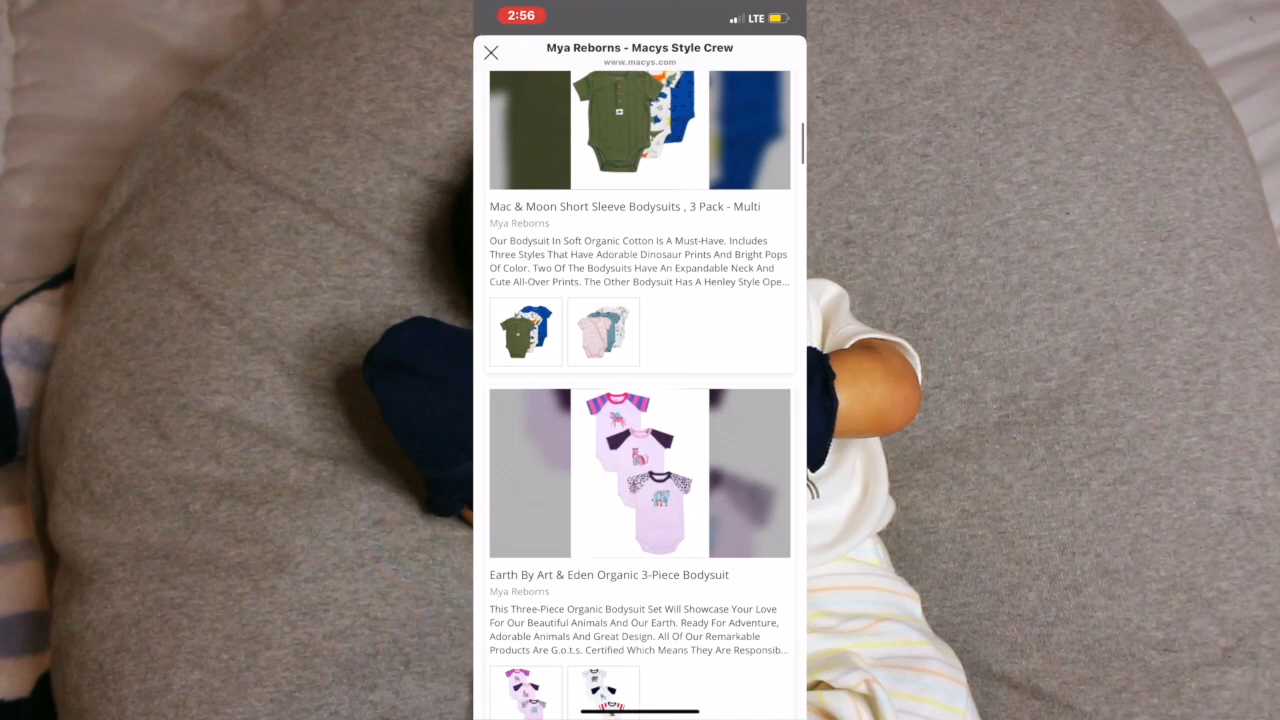 2:56
LTE
Mya Reborns - Macys Style Crew
www.macys.com
Mac & Moon Short Sleeve Bodysuits , 3 Pack - Multi
Mya Reborns
Our Bodysuit In Soft Organic Cotton Is A Must-Have. Includes
Three Styles That Have Adorable Dinosaur Prints And Bright Pops
Of Color. Two Of The Bodysuits Have An Expandable Neck And
Cute All-Over Prints. The Other Bodysuit Has A Henley Style Ope...
Earth By Art & Eden Organic 3-Piece Bodysuit
Mya Reborns
This Three-Piece Organic Bodysuit Set Will Showcase Your Love
For Our Beautiful Animals And Our Earth. Ready For Adventure,
Adorable Animals And Great Design. All Of Our Remarkable
Products Are G.o.t.s. Certified Which Means They Are Responsib...